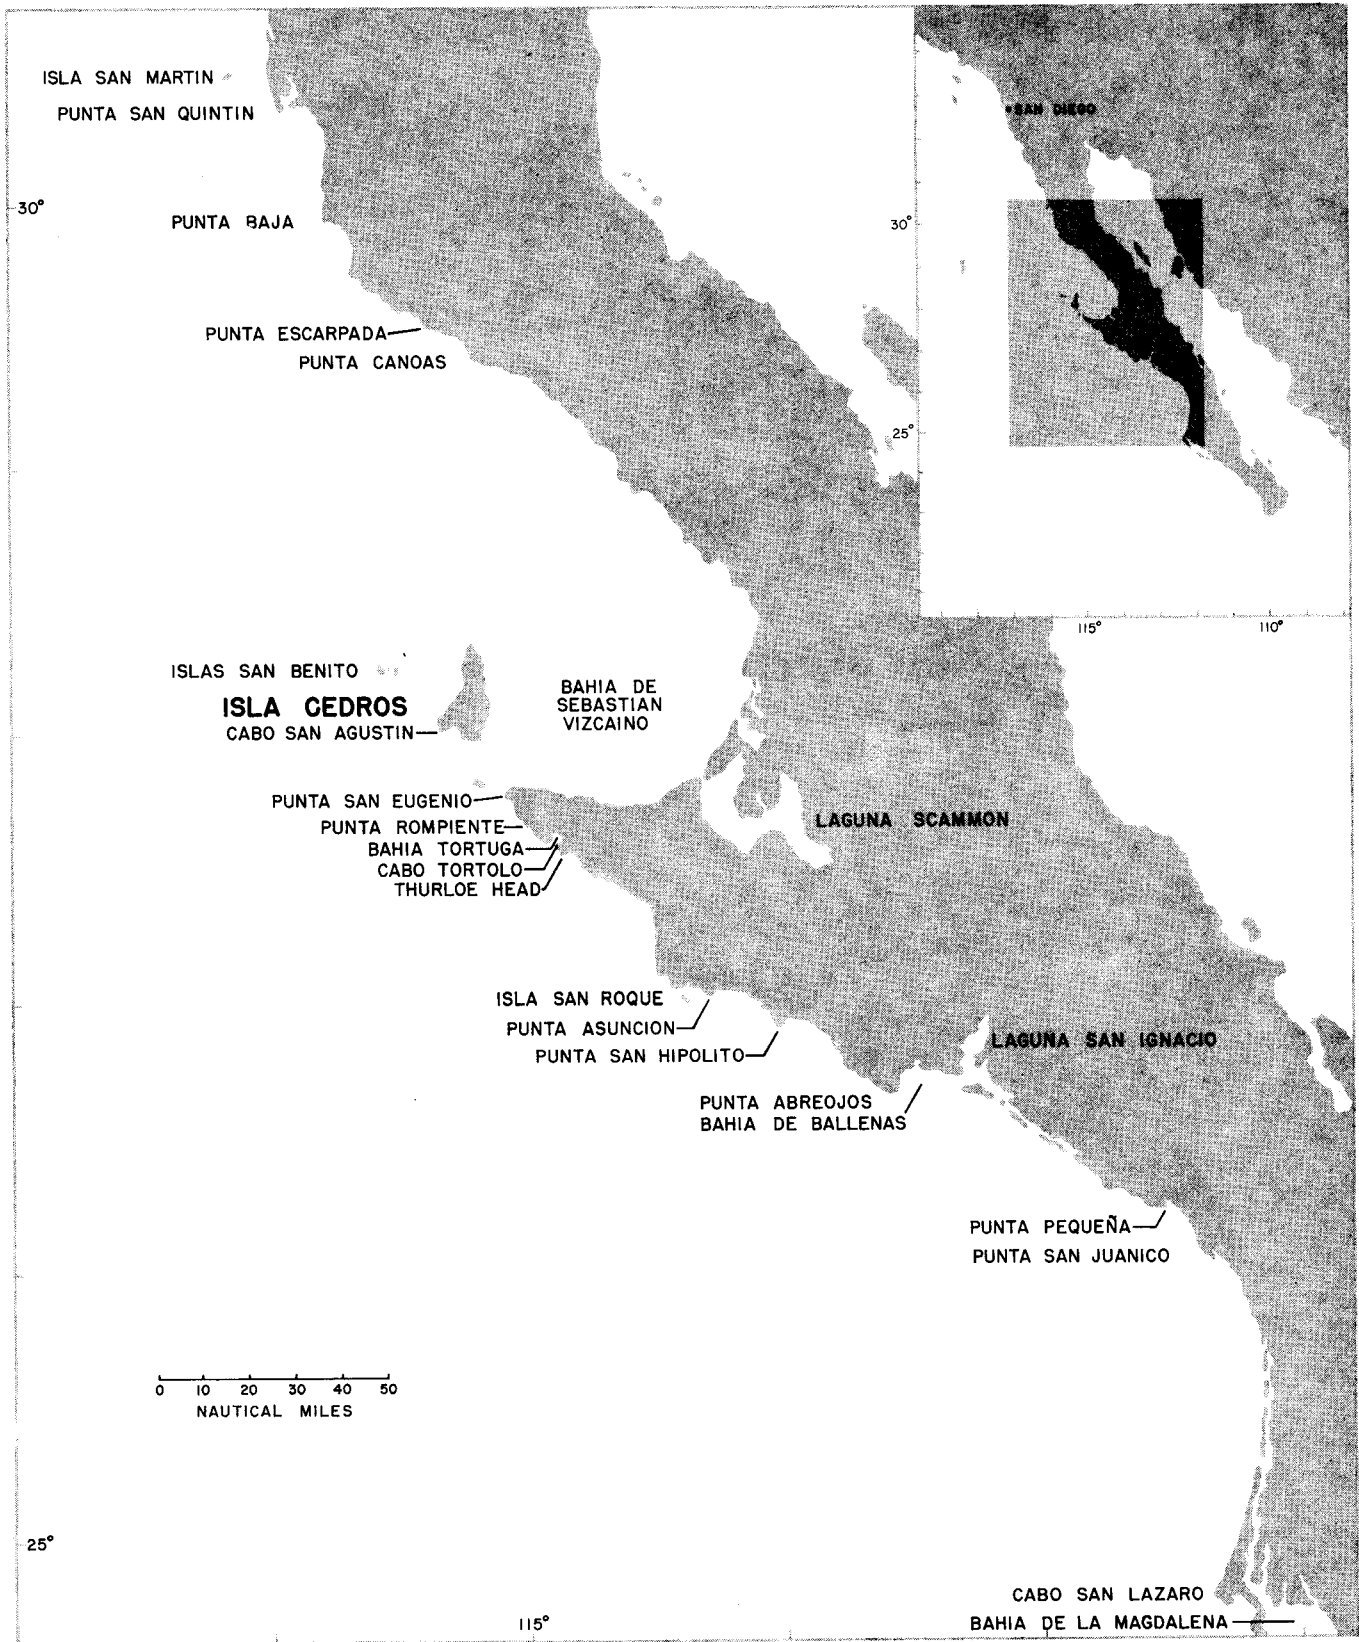 ISLA SAN MARTIN
PUNTA SAN QUINTIN
• SAN DIEGO
30°
PUNTA BAJA
30°
PUNTA ESCARPADA
PUNTA CANOAS
25°
115°
110°
ISLAS SAN BENITO
ISLA CEDROS
CABO SAN AGUSTIN
BAHIA DE
SEBASTIAN
VIZCAINO
PUNTA SAN EUGENIO
PUNTA ROMPIENTE
BAHIA TORTUGA
CABO TORTOLO
THURLOE HEAD
LAGUNA SCAMMON
ISLA SAN ROQUE
PUNTA ASUNCION
PUNTA SAN HIPOLITO
LAGUNA SAN IGNACIO
PUNTA ABREOJOS
BAHIA DE BALLENAS
PUNTA PEQUEÑA
PUNTA SAN JUANICO
0 10 20 30 40 50
NAUTICAL MILES
25°
CABO SAN LAZARO
BAHIA DE LA MAGDALENA
115°